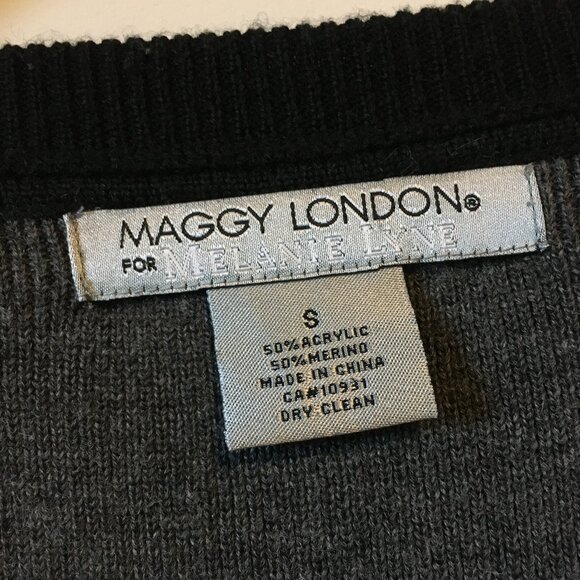 MAGGY LONDON®
FOR MELANIE LYNE
S
50% ACRYLIC
50% MERINO
MADE IN CHINA
CA#10931
DRY CLEAN